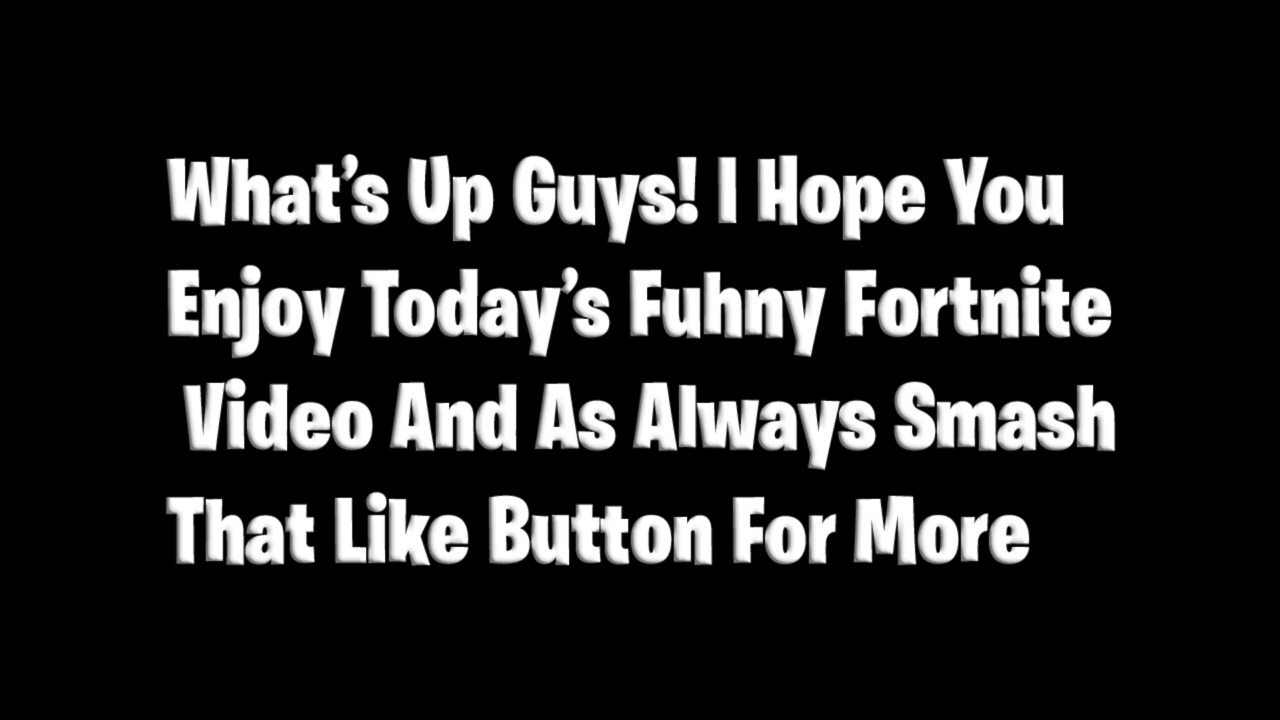 What's Up Guys! I Hope You
Enjoy Today's Fuhny Fortnite
Video And As Always Smash
That Like Button For More